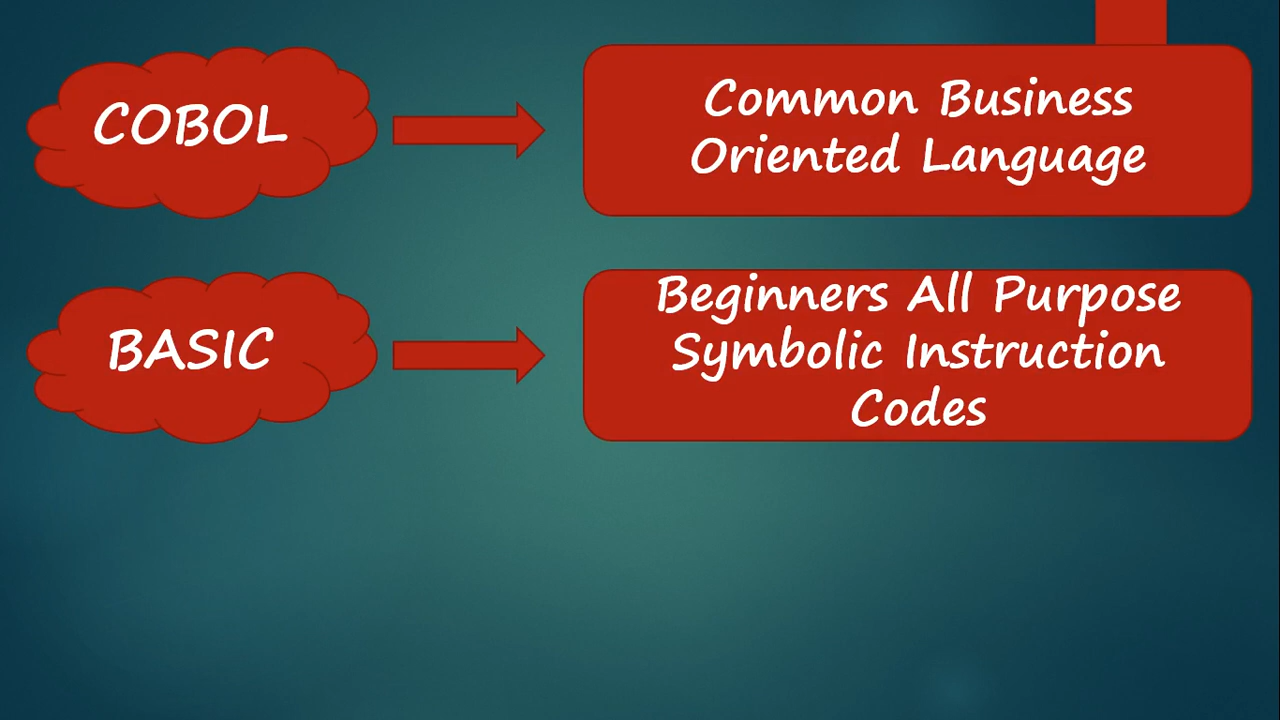 COBOL
Common Business
Oriented Language
BASIC
Beginners All Purpose
Symbolic Instruction
Codes